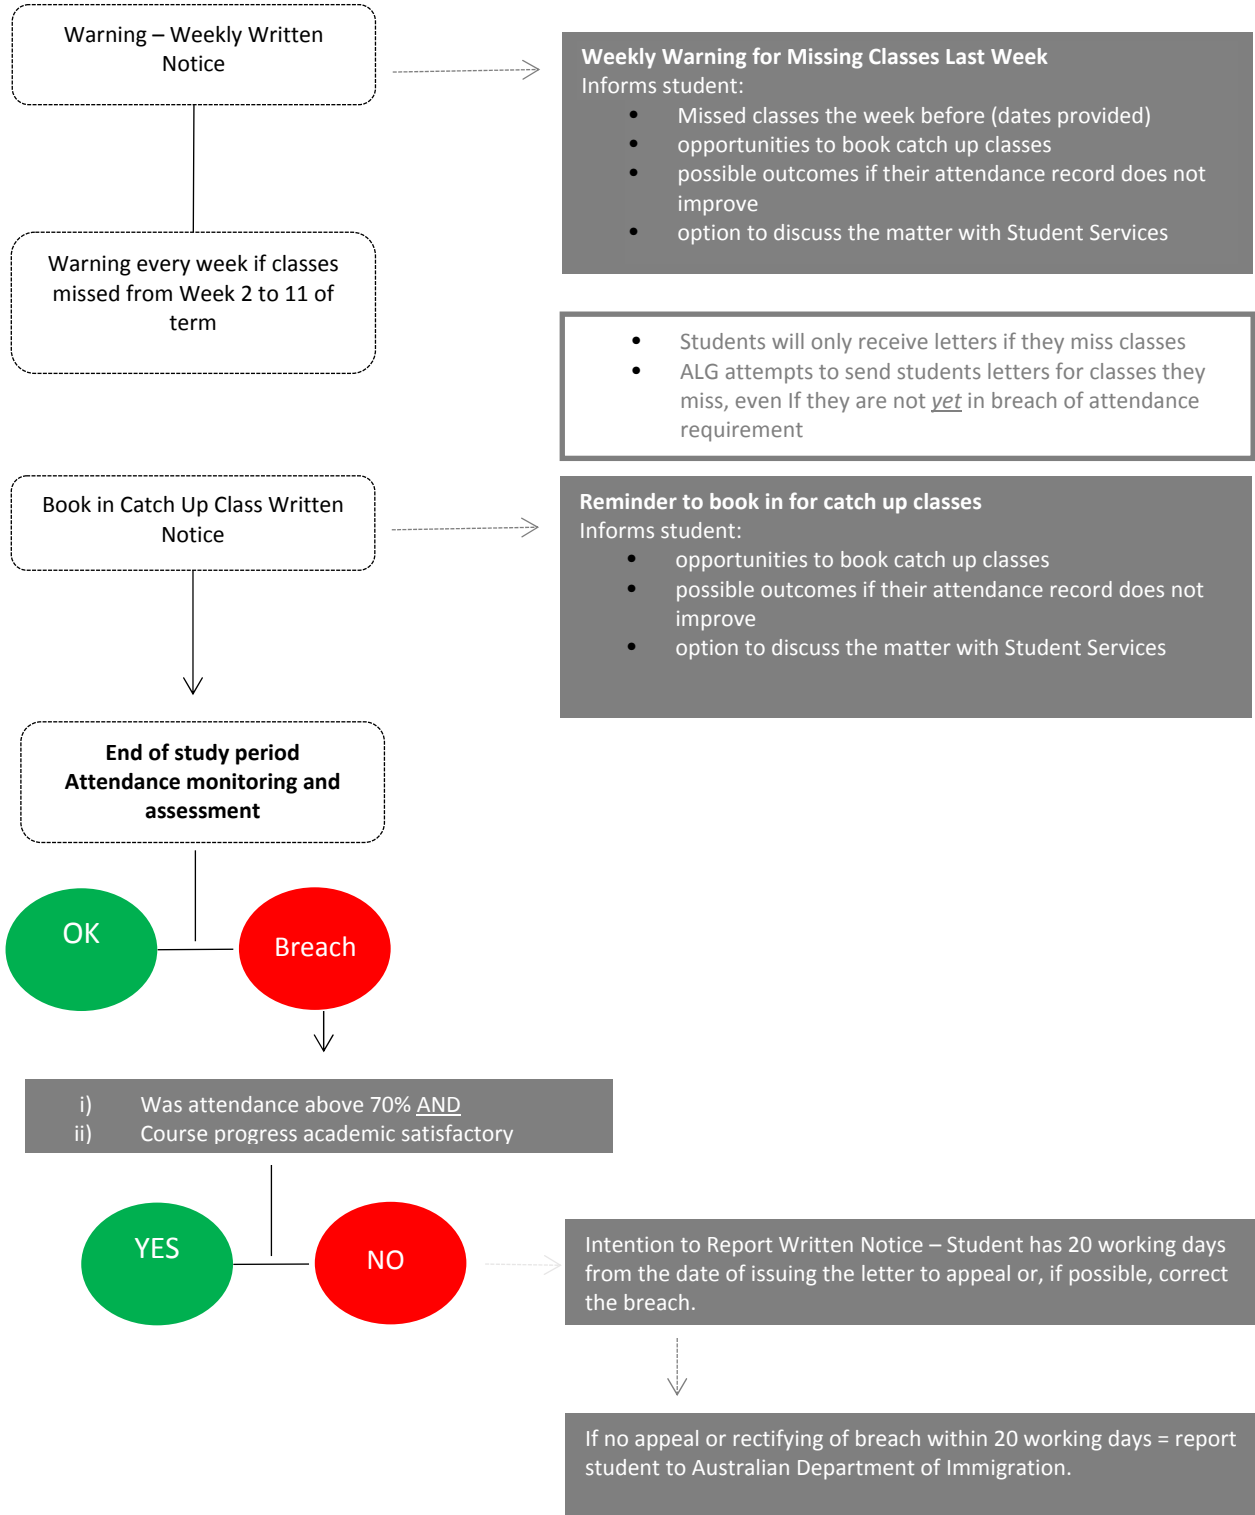 Warning – Weekly Written
Notice
Weekly Warning for Missing Classes Last Week
Informs student:
• Missed classes the week before (dates provided)
• opportunities to book catch up classes
• possible outcomes if their attendance record does not
improve
• option to discuss the matter with Student Services
Warning every week if classes
missed from Week 2 to 11 of
term
• Students will only receive letters if they miss classes
• ALG attempts to send students letters for classes they
miss, even If they are not yet in breach of attendance
requirement
Book in Catch Up Class Written
Notice
Reminder to book in for catch up classes
Informs student:
• opportunities to book catch up classes
• possible outcomes if their attendance record does not
improve
• option to discuss the matter with Student Services
End of study period
Attendance monitoring and
assessment
OK
Breach
i) Was attendance above 70% AND
ii) Course progress academic satisfactory
YES
NO
Intention to Report Written Notice – Student has 20 working days
from the date of issuing the letter to appeal or, if possible, correct
the breach.
If no appeal or rectifying of breach within 20 working days = report
student to Australian Department of Immigration.